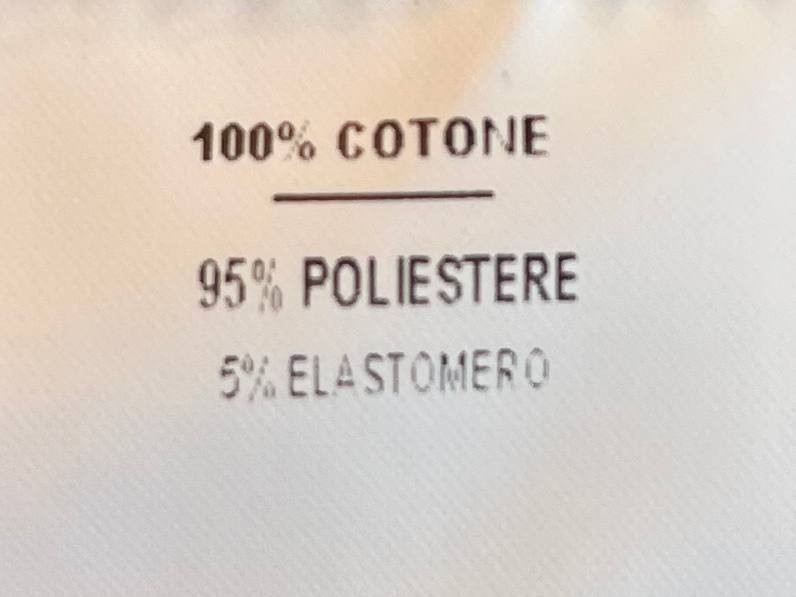 100% COTONE
95% POLIESTERE
5% ELASTOMERO